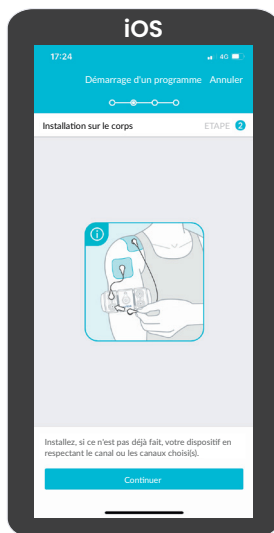 iOS
17:24
4G
Démarrage d'un programme Annuler
Installation sur le corps ETAPE 2
i
Installez, si ce n'est pas déjà fait, votre dispositif en
respectant le canal ou les canaux choisi(s).
Continuer